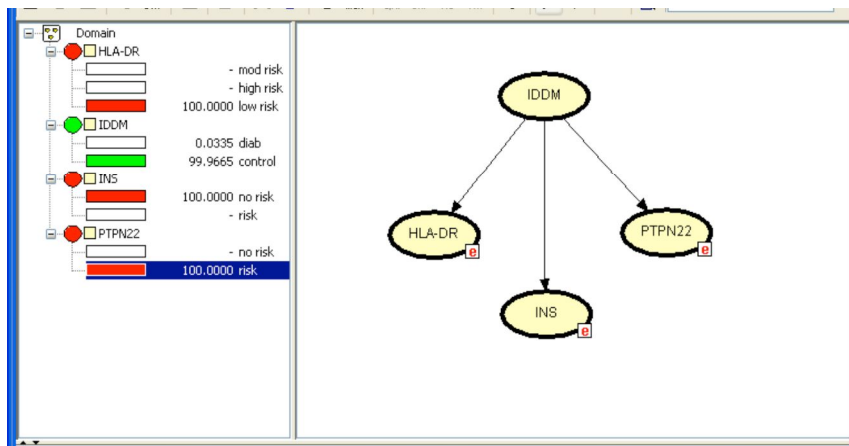 Domain
HLA-DR
- mod risk
- high risk
100.0000 low risk
IDDM
0.0335 diab
99.9665 control
INS
100.0000 no risk
- risk
PTPN22
- no risk
100.0000 risk
IDDM
HLA-DR
e
PTPN22
e
INS
e